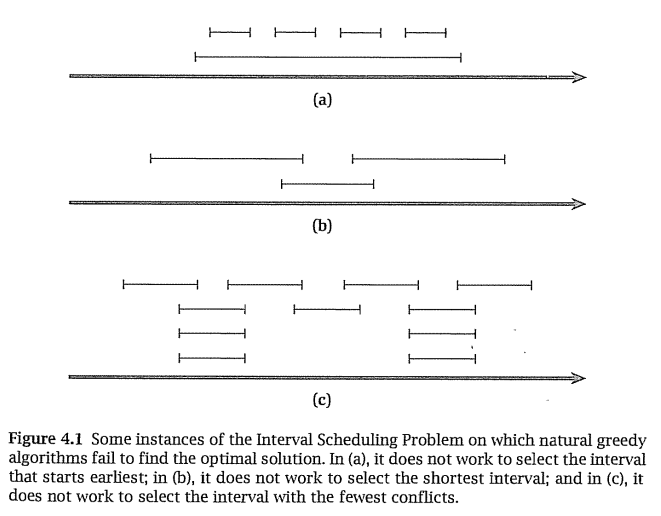 (a)
(b)
(c)
Figure 4.1 Some instances of the Interval Scheduling Problem on which natural greedy
algorithms fail to find the optimal solution. In (a), it does not work to select the interval
that starts earliest; in (b), it does not work to select the shortest interval; and in (c), it
does not work to select the interval with the fewest conflicts.